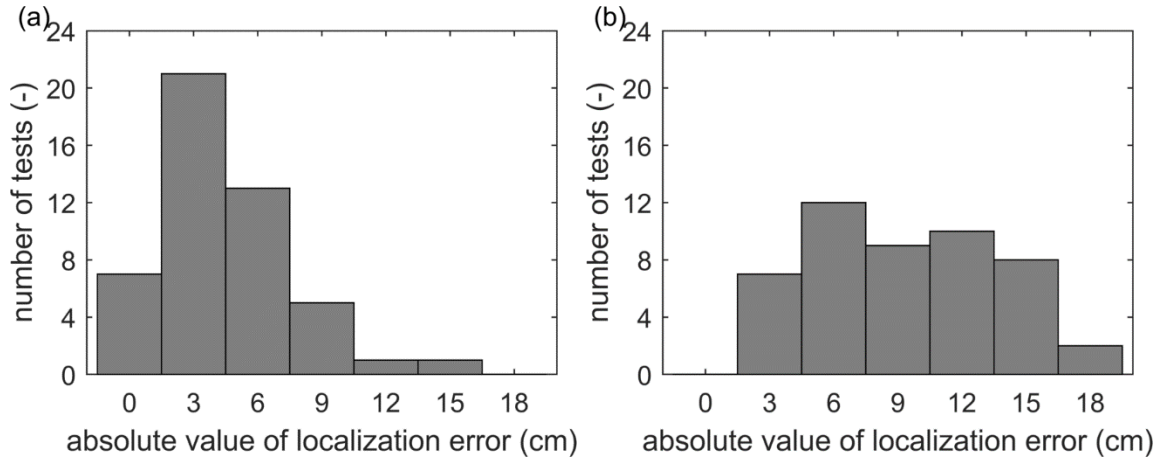 (a)
number of tests (-)
24
20
16
12
8
4
0
0 3 6 9 12 15 18
absolute value of localization error (cm)
(b)
number of tests (-)
24
20
16
12
8
4
0
0 3 6 9 12 15 18
absolute value of localization error (cm)